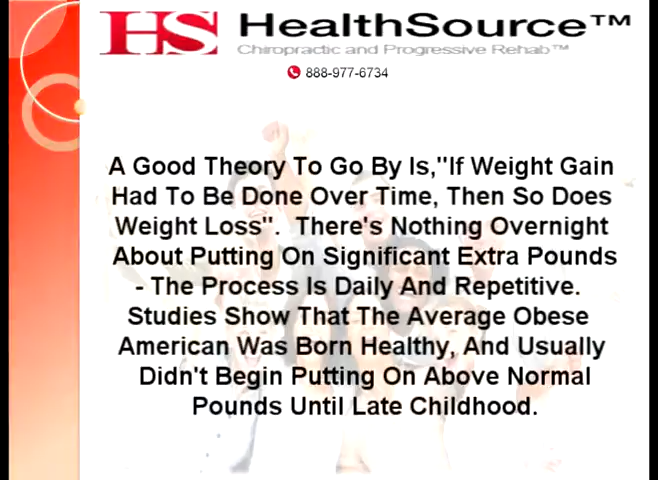 HS HealthSource™
Chiropractic and Progressive Rehab™
888-977-6734
A Good Theory To Go By Is,"If Weight Gain
Had To Be Done Over Time, Then So Does
Weight Loss".  There's Nothing Overnight
About Putting On Significant Extra Pounds
- The Process Is Daily And Repetitive.
Studies Show That The Average Obese
American Was Born Healthy, And Usually
Didn't Begin Putting On Above Normal
Pounds Until Late Childhood.